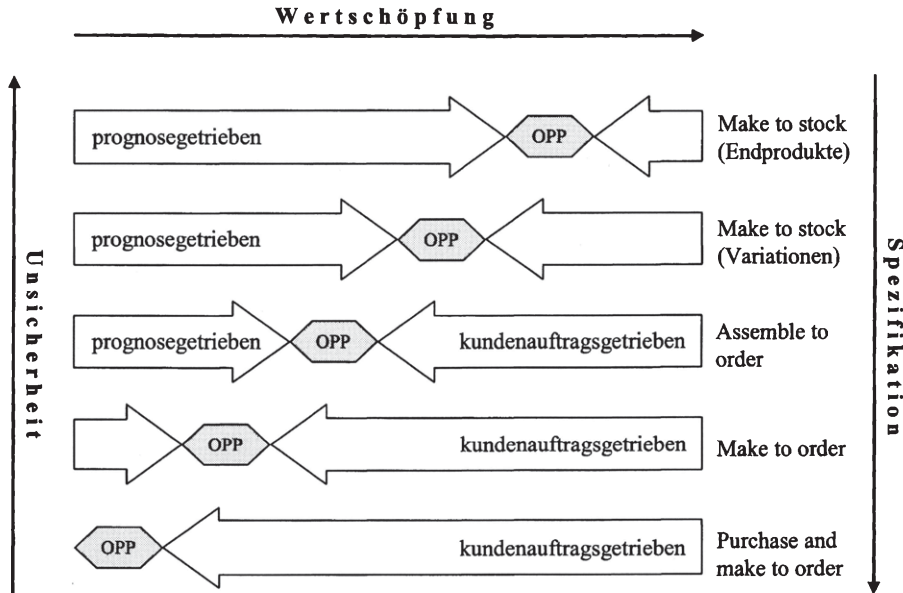 Wertschöpfung
Unsicherheit
Spezifikation
prognosegetrieben
OPP
Make to stock
(Endprodukte)
prognosegetrieben
OPP
Make to stock
(Variationen)
prognosegetrieben
OPP
kundenauftragsgetrieben
Assemble to
order
OPP
kundenauftragsgetrieben
Make to order
OPP
kundenauftragsgetrieben
Purchase and
make to order